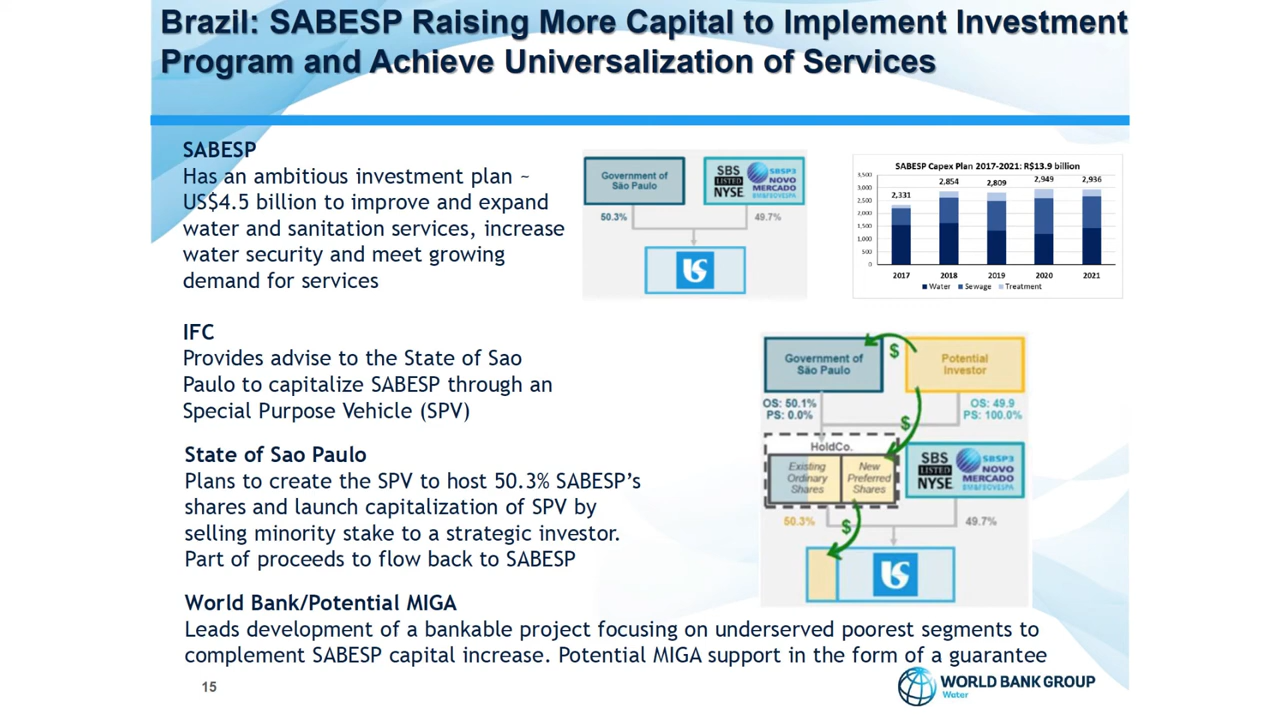 Brazil: SABESP Raising More Capital to Implement Investment
Program and Achieve Universalization of Services
SABESP
Has an ambitious investment plan ~
US$4.5 billion to improve and expand
water and sanitation services, increase
water security and meet growing
demand for services
Government of
São Paulo
SBS
LISTED
NYSE
SBSP3
NOVO
MERCADO
BM&FBOVESPA
50.3%
49.7%
SABESP Capex Plan 2017-2021: R$13.9 billion
3,500
3,000
2,500
2,000
1,500
1,000
500
0
2,331
2,854
2,809
2,949
2,936
2017 2018 2019 2020 2021
Water Sewage Treatment
IFC
Provides advise to the State of Sao
Paulo to capitalize SABESP through an
Special Purpose Vehicle (SPV)
State of Sao Paulo
Plans to create the SPV to host 50.3% SABESP’s
shares and launch capitalization of SPV by
selling minority stake to a strategic investor.
Part of proceeds to flow back to SABESP
Government of
São Paulo
$
Potential
Investor
OS: 50.1%
PS: 0.0%
OS: 49.9
PS: 100.0%
$
HoldCo.
Existing
Ordinary
Shares
New
Preferred
Shares
SBS
LISTED
NYSE
SBSP3
NOVO
MERCADO
BM&FBOVESPA
50.3%
$
49.7%
World Bank/Potential MIGA
Leads development of a bankable project focusing on underserved poorest segments to
complement SABESP capital increase. Potential MIGA support in the form of a guarantee
15
WORLD BANK GROUP
Water